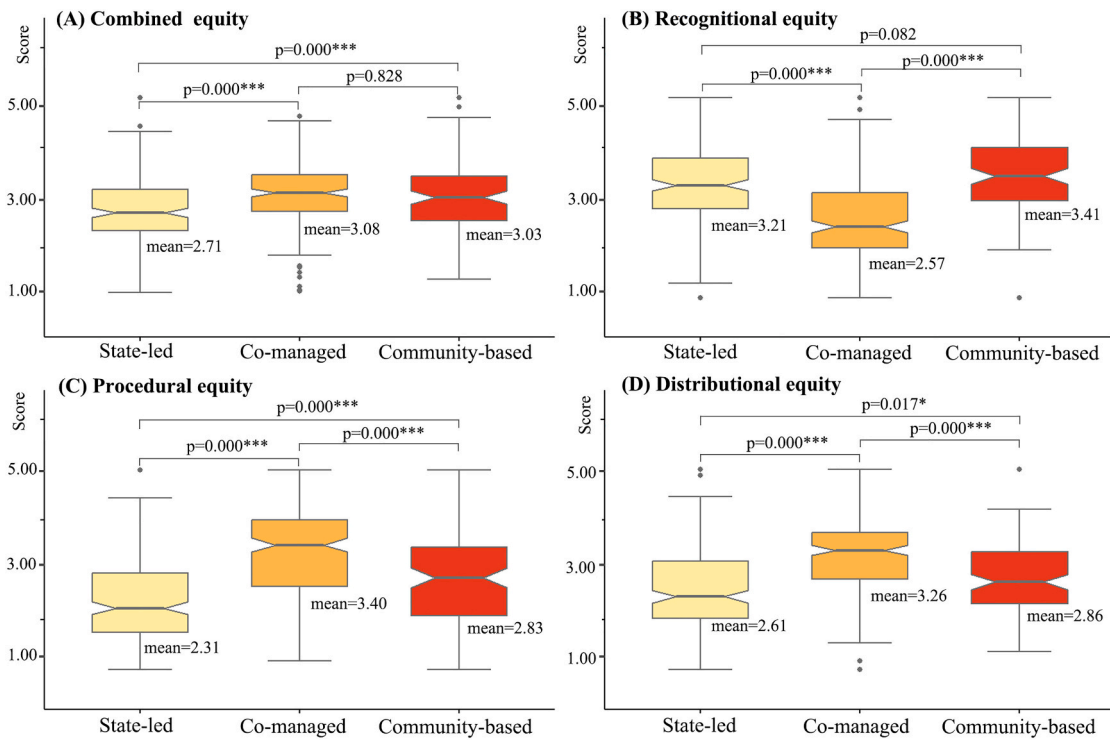 (A) Combined equity
Score
p=0.000***
p=0.000***
p=0.828
5.00
3.00
1.00
mean=2.71
mean=3.08
mean=3.03
State-led
Co-managed
Community-based
(B) Recognitional equity
Score
p=0.082
p=0.000***
p=0.000***
5.00
3.00
1.00
mean=3.21
mean=2.57
mean=3.41
State-led
Co-managed
Community-based
(C) Procedural equity
Score
p=0.000***
p=0.000***
p=0.000***
5.00
3.00
1.00
mean=2.31
mean=3.40
mean=2.83
State-led
Co-managed
Community-based
(D) Distributional equity
Score
p=0.017*
p=0.000***
p=0.000***
5.00
3.00
1.00
mean=2.61
mean=3.26
mean=2.86
State-led
Co-managed
Community-based